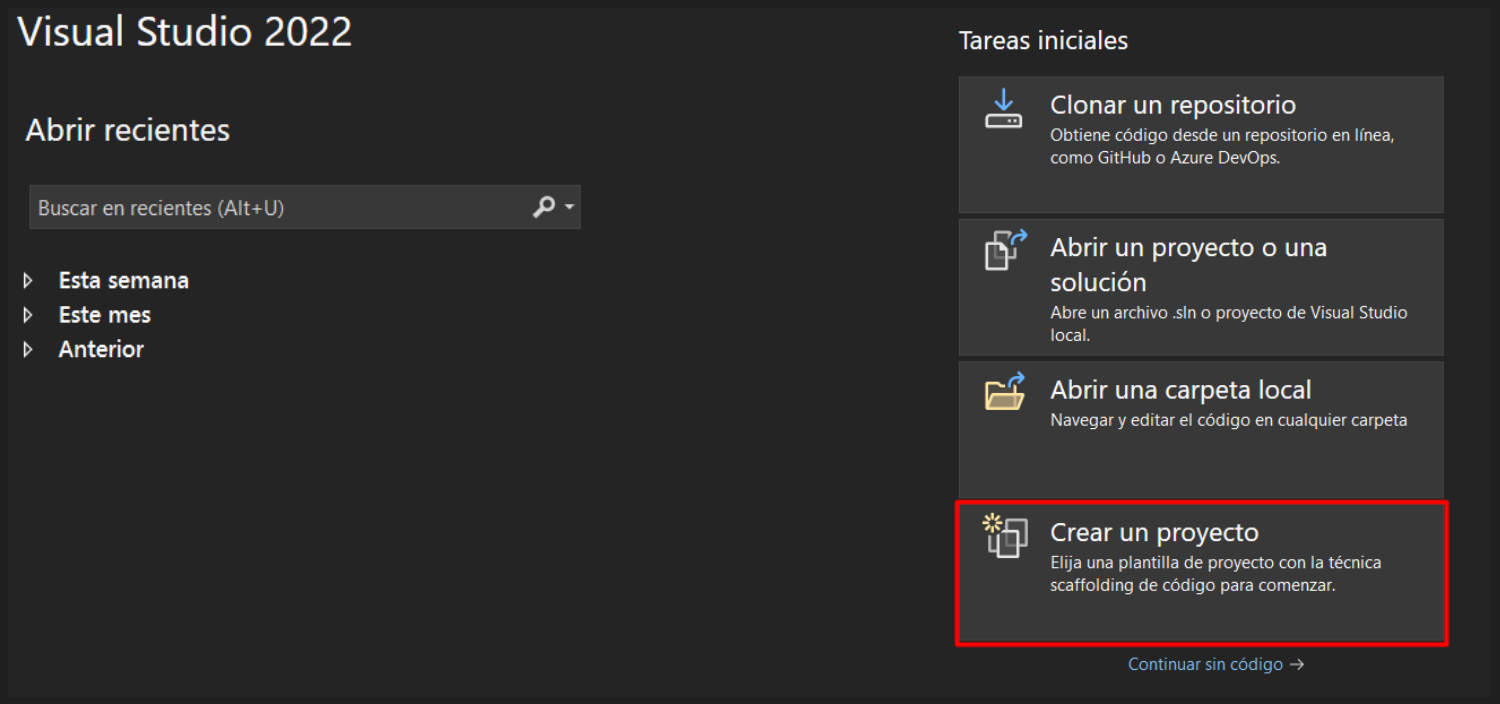 Visual Studio 2022
Abrir recientes
Buscar en recientes (Alt+U)
Esta semana
Este mes
Anterior
Tareas iniciales
Clonar un repositorio
Obtiene código desde un repositorio en línea,
como GitHub o Azure DevOps.
Abrir un proyecto o una
solución
Abre un archivo .sln o proyecto de Visual Studio
local.
Abrir una carpeta local
Navegar y editar el código en cualquier carpeta
Crear un proyecto
Elija una plantilla de proyecto con la técnica
scaffolding de código para comenzar.
Continuar sin código →